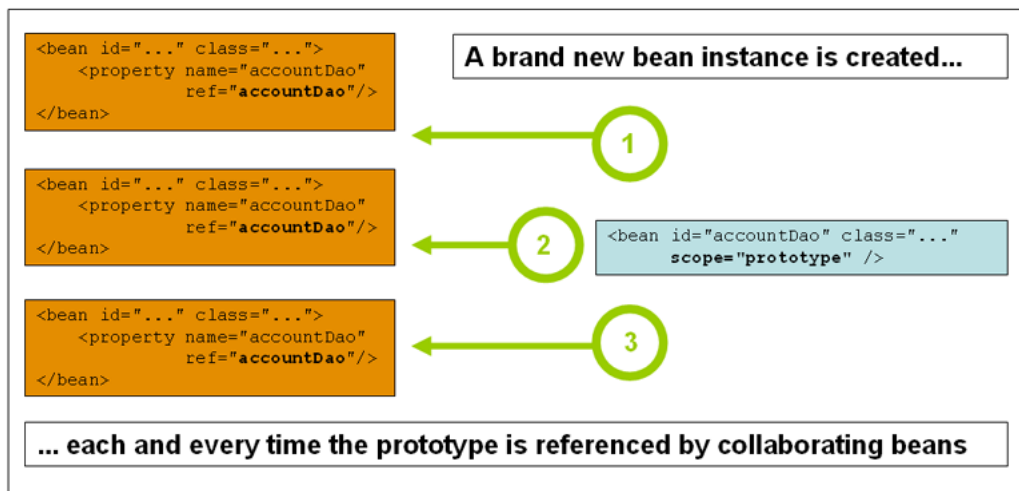 <bean id="..." class="...">
<property name="accountDao"
ref="accountDao"/>
</bean>
A brand new bean instance is created...
1
<bean id="..." class="...">
<property name="accountDao"
ref="accountDao"/>
</bean>
2
<bean id="accountDao" class="..."
scope="prototype" />
<bean id="..." class="...">
<property name="accountDao"
ref="accountDao"/>
</bean>
3
... each and every time the prototype is referenced by collaborating beans